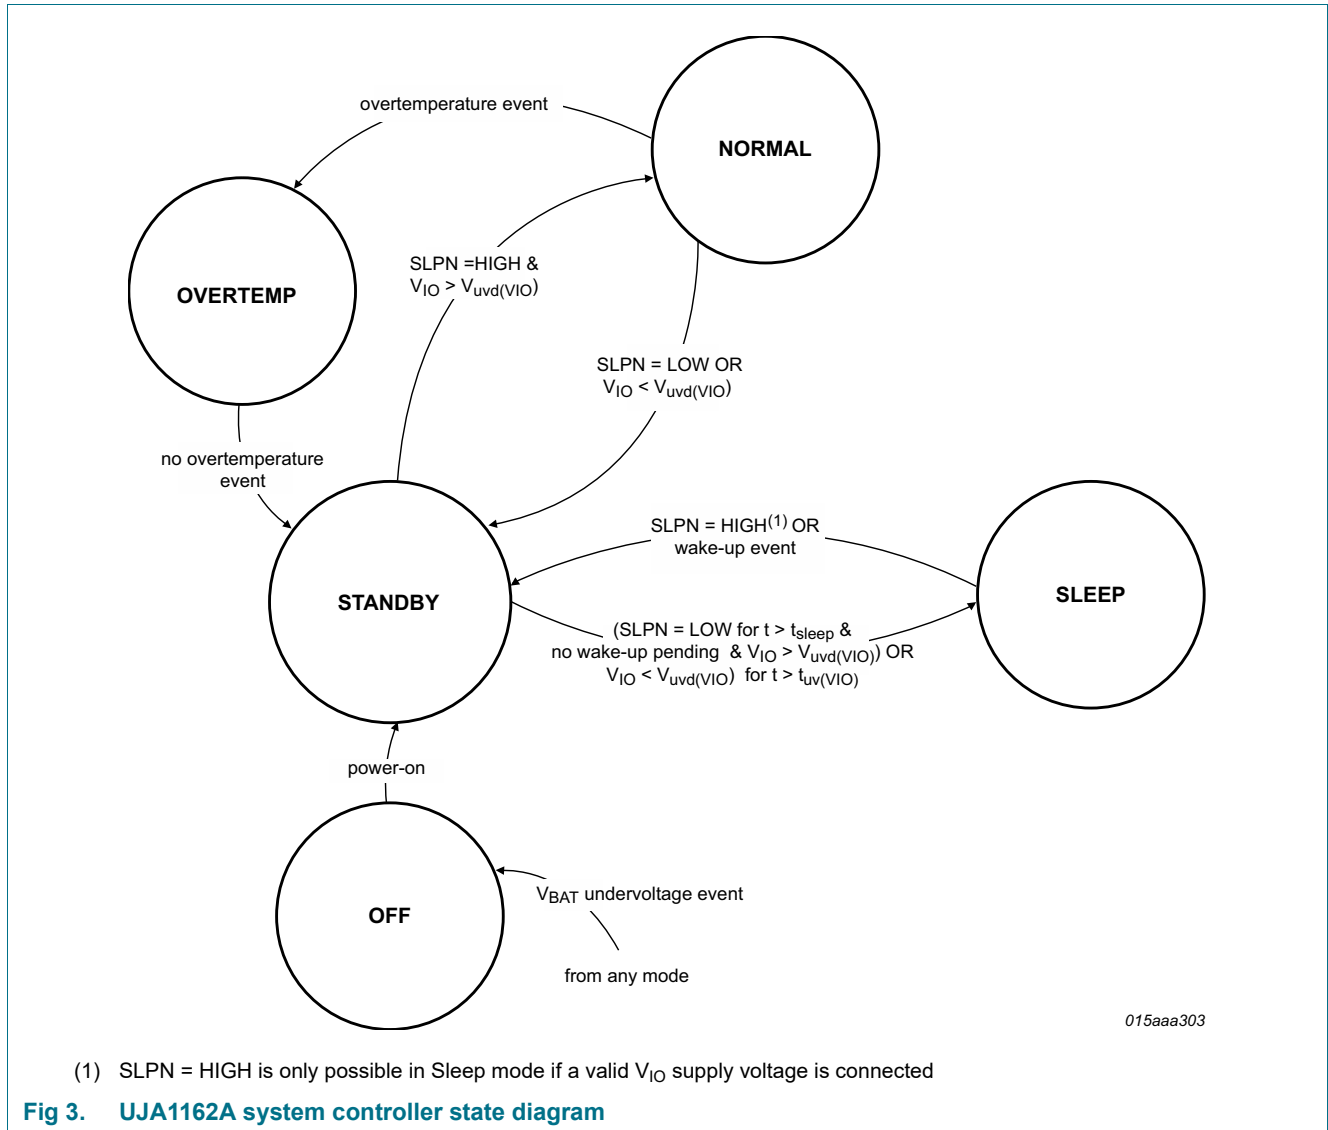 overtemperature event
NORMAL
OVERTEMP
SLPN =HIGH &
VIO > Vuvd(VIO)
SLPN = LOW OR
VIO < Vuvd(VIO)
no overtemperature
event
SLPN = HIGH(1) OR
wake-up event
STANDBY
SLEEP
(SLPN = LOW for t > tsleep &
no wake-up pending & VIO > Vuvd(VIO)) OR
VIO < Vuvd(VIO) for t > tuv(VIO)
power-on
VBAT undervoltage event
OFF
from any mode
015aaa303
(1) SLPN = HIGH is only possible in Sleep mode if a valid VIO supply voltage is connected
Fig 3. UJA1162A system controller state diagram